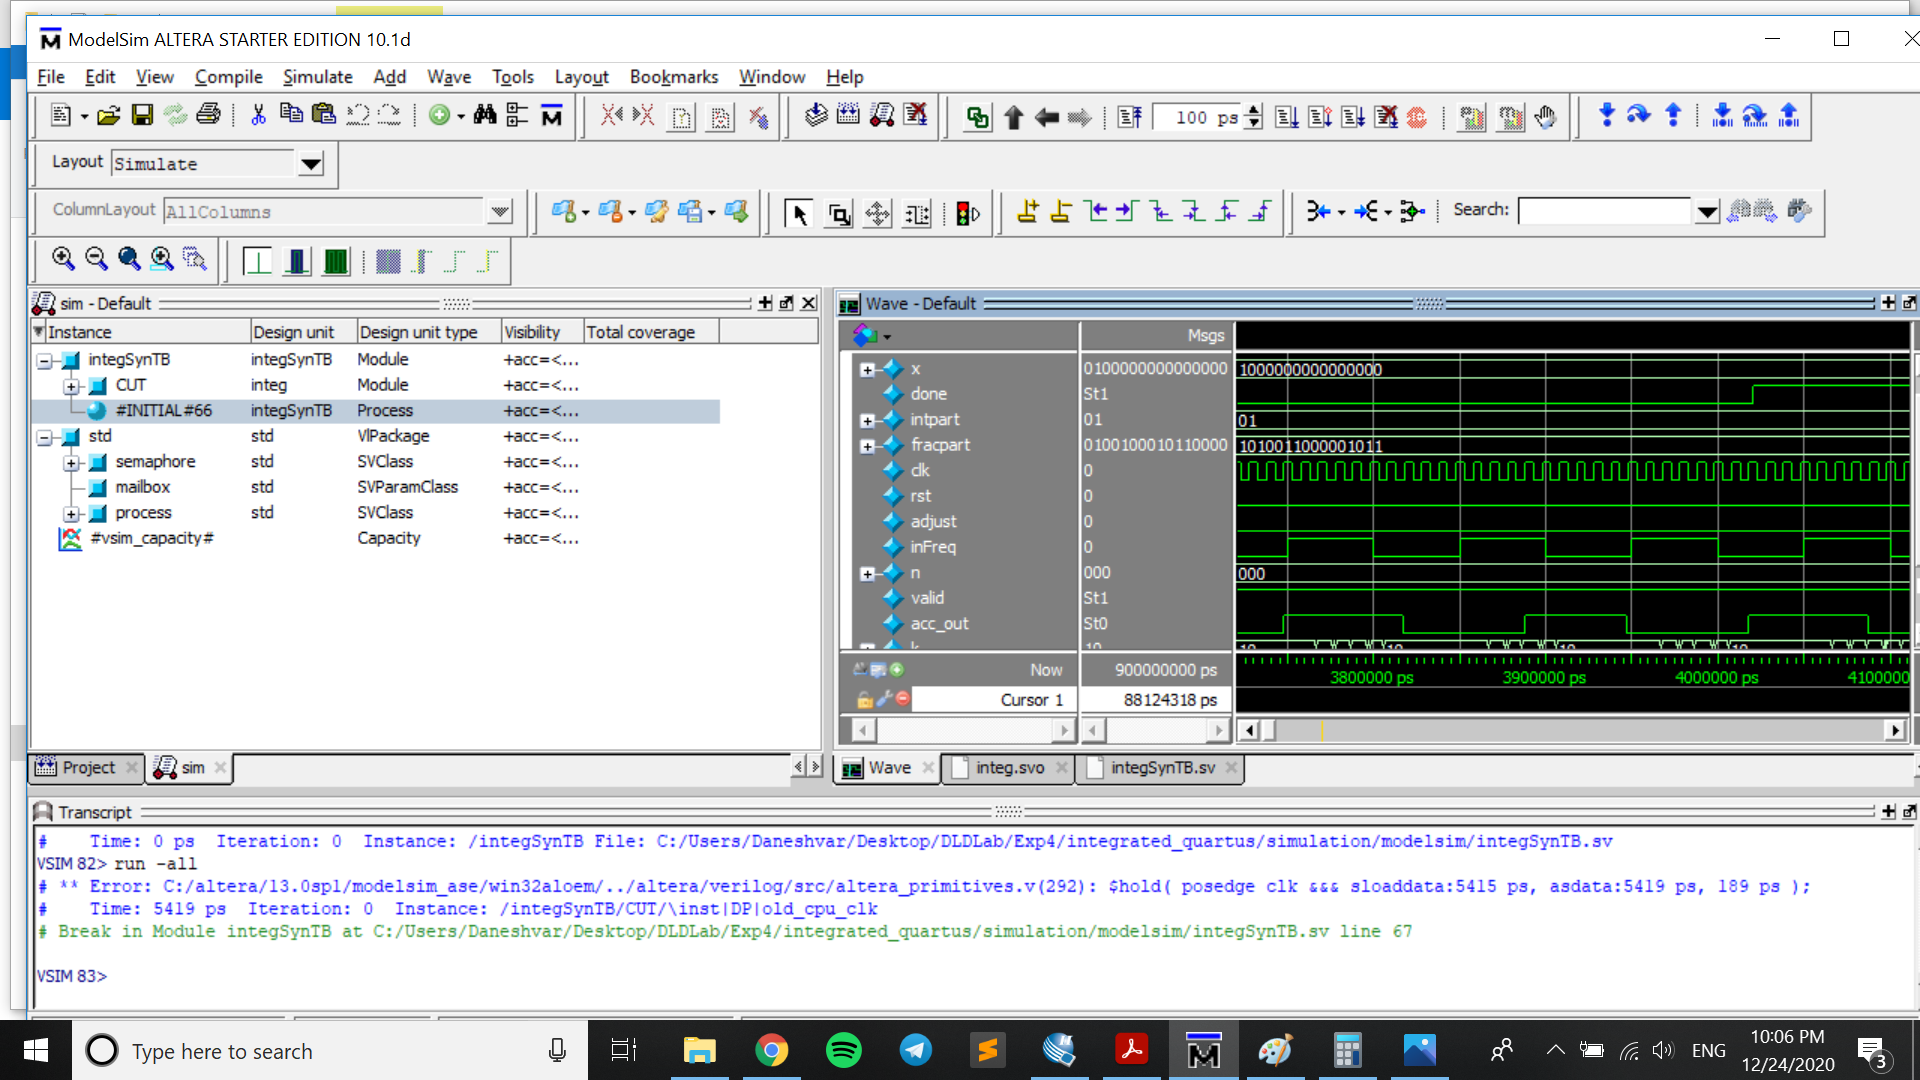 ModelSim ALTERA STARTER EDITION 10.1d
File Edit View Compile Simulate Add Wave Tools Layout Bookmarks Window Help
100 ps
Layout Simulate
ColumnLayout AllColumns
Search:
sim - Default
Instance Design unit Design unit type Visibility Total coverage
integSynTB integSynTB Module +acc=<...
CUT integ Module +acc=<...
#INITIAL#66 integSynTB Process +acc=<...
std std VlPackage +acc=<...
semaphore std SVClass +acc=<...
mailbox std SVParamClass +acc=<...
process std SVClass +acc=<...
#vsim_capacity# Capacity +acc=<...
Project sim
Wave - Default
Msgs
x 0100000000000000 1000000000000000
done St1
intpart 01 01
fracpart 0100100010110000 1010011000001011
clk 0
rst 0
adjust 0
inFreq 0
n 000 000
valid St1
acc_out St0
Now 900000000 ps 3800000 ps 3900000 ps 4000000 ps 4100000
Cursor 1 88124318 ps
Wave integ.svo integSynTB.sv
Transcript
# Time: 0 ps Iteration: 0 Instance: /integSynTB File: C:/Users/Daneshvar/Desktop/DLDLab/Exp4/integrated_quartus/simulation/modelsim/integSynTB.sv
VSIM 82> run -all
# ** Error: C:/altera/13.0sp1/modelsim_ase/win32aloem/../altera/verilog/src/altera_primitives.v(292): $hold( posedge clk &&& sloaddata:5415 ps, asdata:5419 ps, 189 ps );
# Time: 5419 ps Iteration: 0 Instance: /integSynTB/CUT/\inst|DP|old_cpu_clk
# Break in Module integSynTB at C:/Users/Daneshvar/Desktop/DLDLab/Exp4/integrated_quartus/simulation/modelsim/integSynTB.sv line 67
VSIM 83>
Type here to search
ENG
10:06 PM
12/24/2020
3